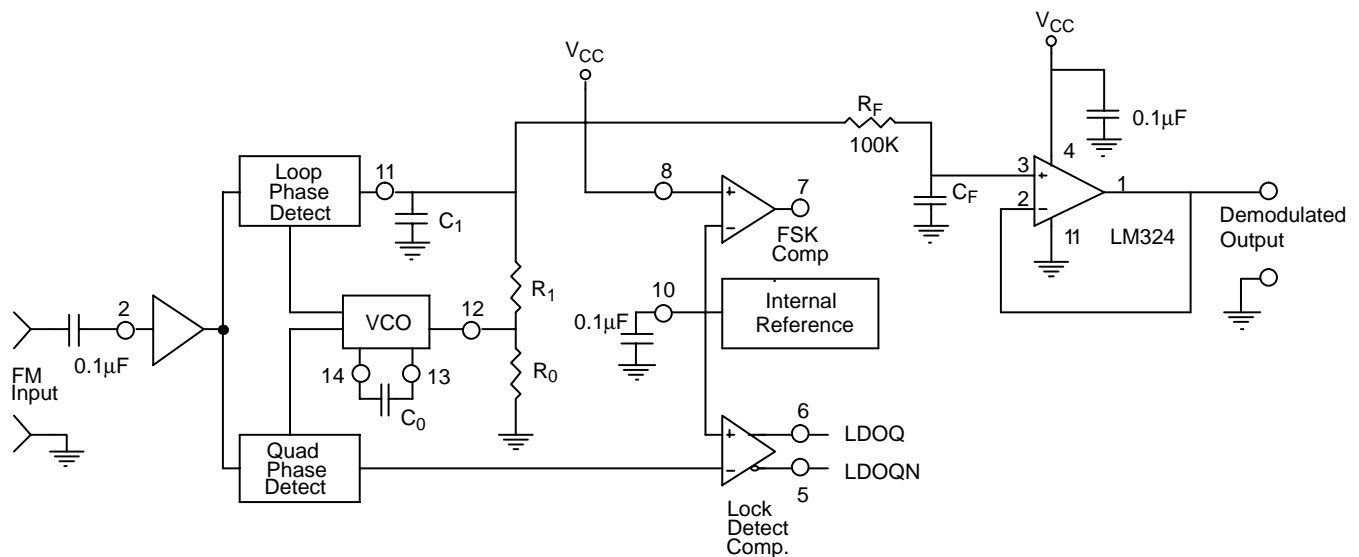 VCC
VCC
RF
100K
0.1µF
Loop
Phase
Detect
11
8
7
3
4
2
1
+
-
+
-
C1
CF
FSK
Comp
11
LM324
Demodulated
Output
R1
10
Internal
Reference
2
VCO
12
0.1µF
0.1µF
FM
Input
14
13
R0
C0
6
LDOQ
+
-
LDOQN
5
Quad
Phase
Detect
Lock
Detect
Comp.